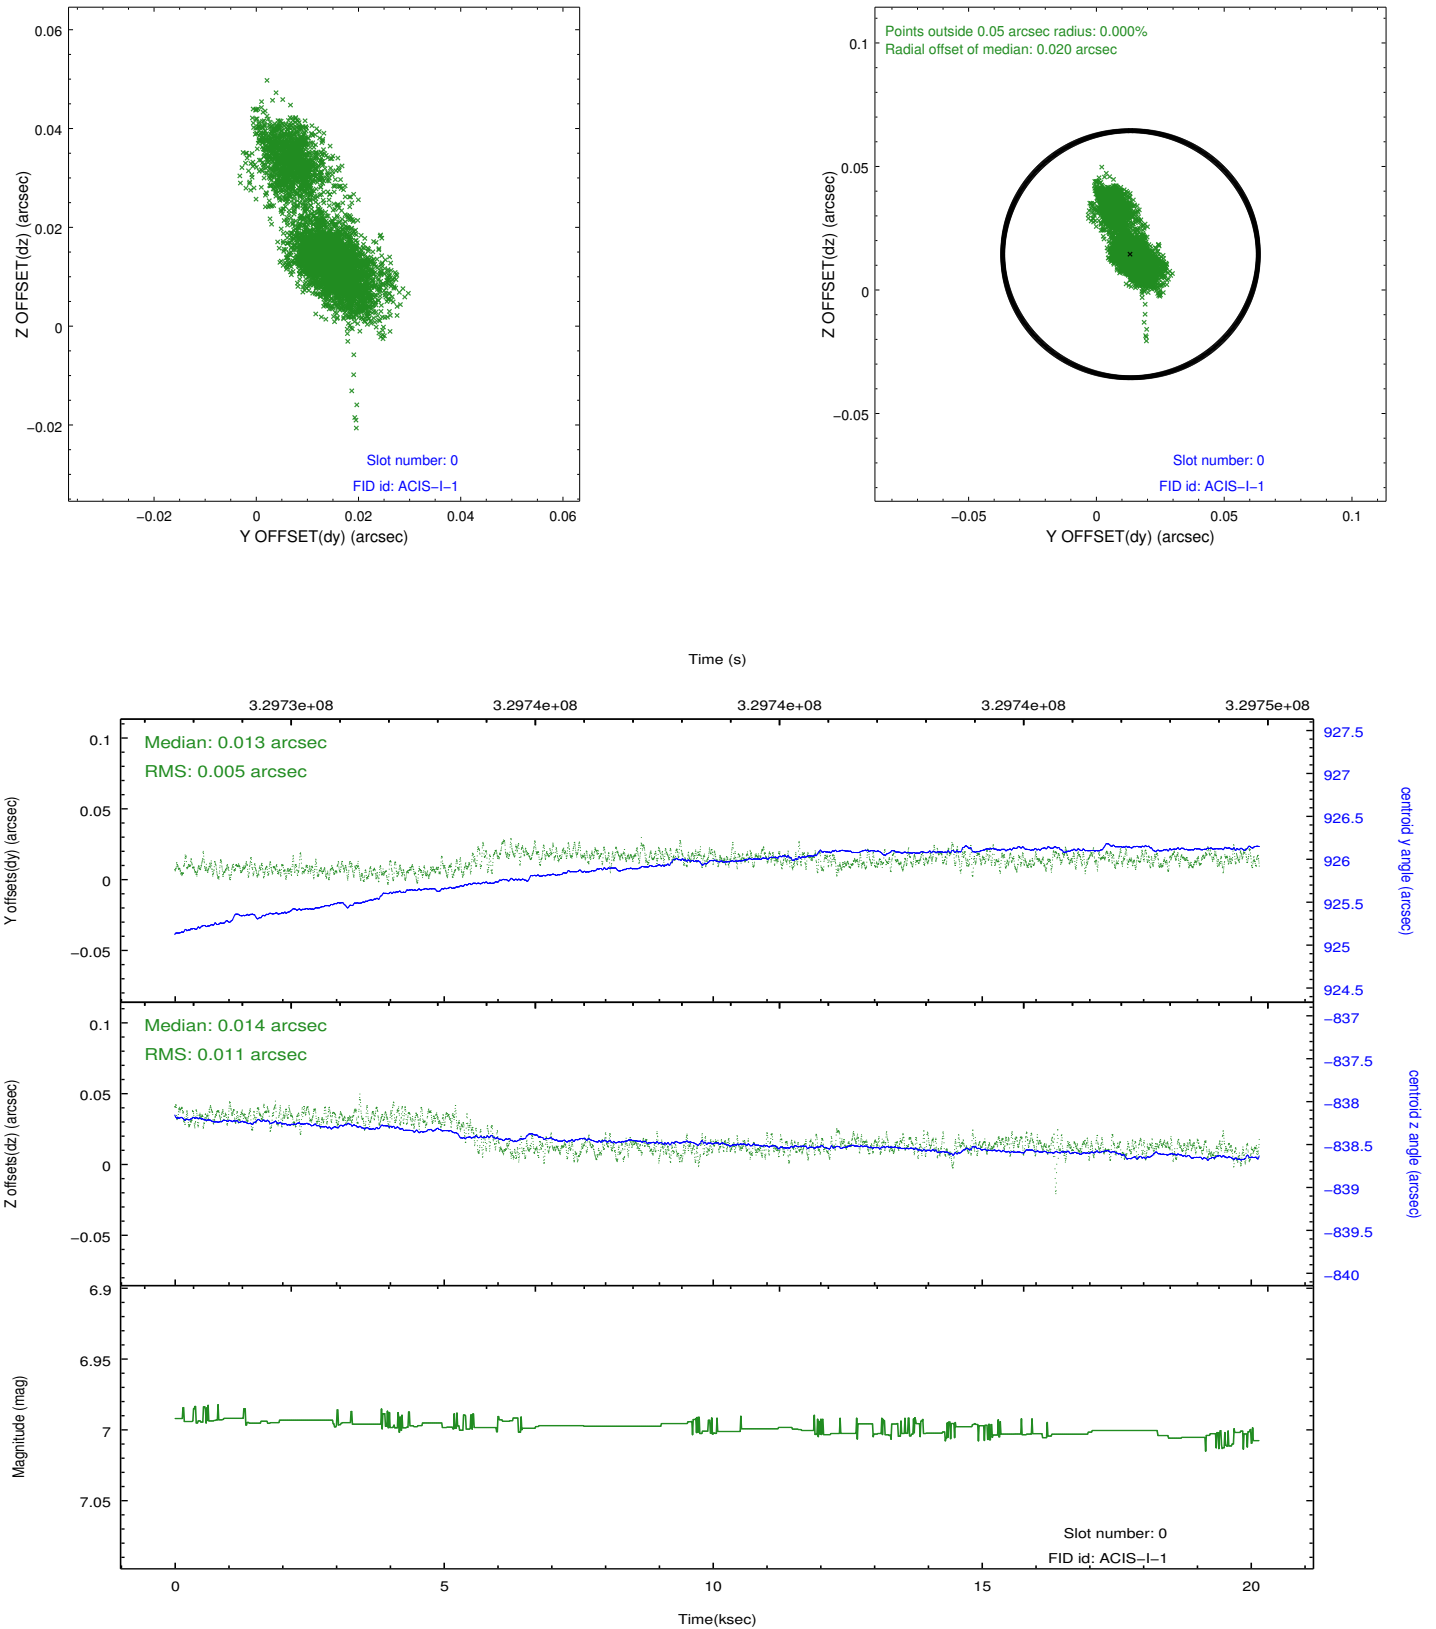 0.06
0.04
0.02
0
−0.02
Z OFFSET(dz) (arcsec)
Slot number: 0
FID id: ACIS−I−1
−0.02
0
0.02
0.04
0.06
Y OFFSET(dy) (arcsec)
Points outside 0.05 arcsec radius: 0.000%
Radial offset of median: 0.020 arcsec
0.1
0.05
0
−0.05
Z OFFSET(dz) (arcsec)
Slot number: 0
FID id: ACIS−I−1
−0.05
0
0.05
0.1
Y OFFSET(dy) (arcsec)
Time (s)
3.2973e+08
3.2974e+08
3.2974e+08
3.2974e+08
3.2975e+08
Median: 0.013 arcsec
RMS: 0.005 arcsec
0.1
0.05
0
−0.05
Y offsets(dy) (arcsec)
927.5
927
926.5
926
925.5
925
924.5
centroid y angle (arcsec)
Median: 0.014 arcsec
RMS: 0.011 arcsec
0.1
0.05
0
−0.05
Z offsets(dz) (arcsec)
−837
−837.5
−838
−838.5
−839
−839.5
−840
centroid z angle (arcsec)
6.9
6.95
7
7.05
Magnitude (mag)
Slot number: 0
FID id: ACIS−I−1
0
5
10
15
20
Time(ksec)